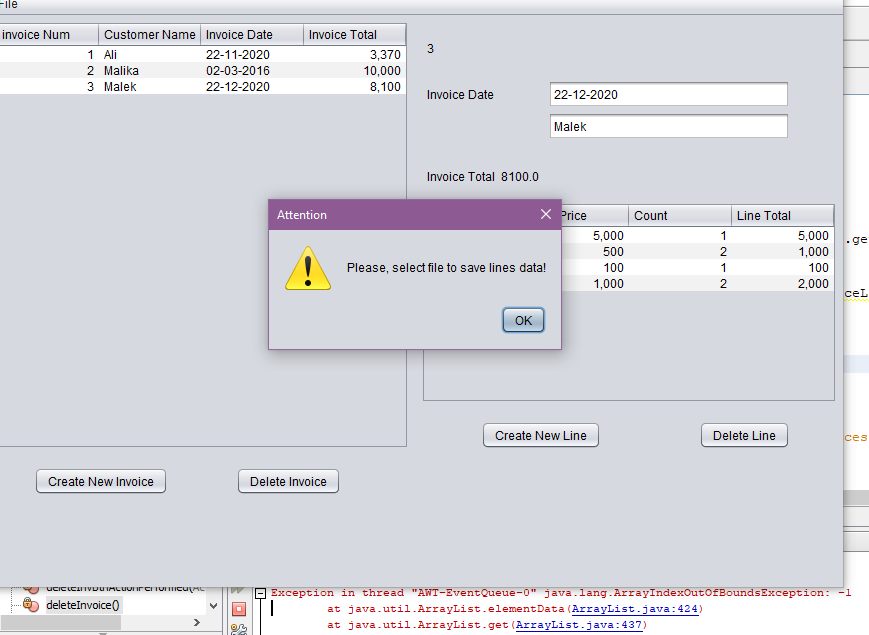 File
invoice Num Customer Name Invoice Date Invoice Total
1 Ali 22-11-2020 3,370
2 Malika 02-03-2016 10,000
3 Malek 22-12-2020 8,100
3
Invoice Date 22-12-2020
Malek
Invoice Total 8100.0
Price Count Line Total
5,000 1 5,000
500 2 1,000
100 1 100
1,000 2 2,000
Attention
Please, select file to save lines data!
OK
Create New Line Delete Line
Create New Invoice Delete Invoice
.ge
ceL
ces
deleteInvBtnActionPerformed(Ac
deleteInvoice()
Exception in thread "AWT-EventQueue-0" java.lang.ArrayIndexOutOfBoundsException: -1
at java.util.ArrayList.elementData(ArrayList.java:424)
at java.util.ArrayList.get(ArrayList.java:437)